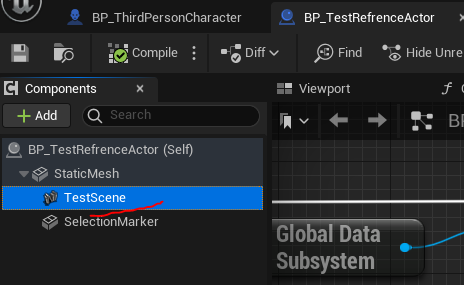 BP_ThirdPersonCharacter
BP_TestRefrenceActor
Compile
Diff
Find
Hide Unre
Components
Viewport
Add
Search
BP_TestRefrenceActor (Self)
StaticMesh
TestScene
SelectionMarker
Global Data
Subsystem